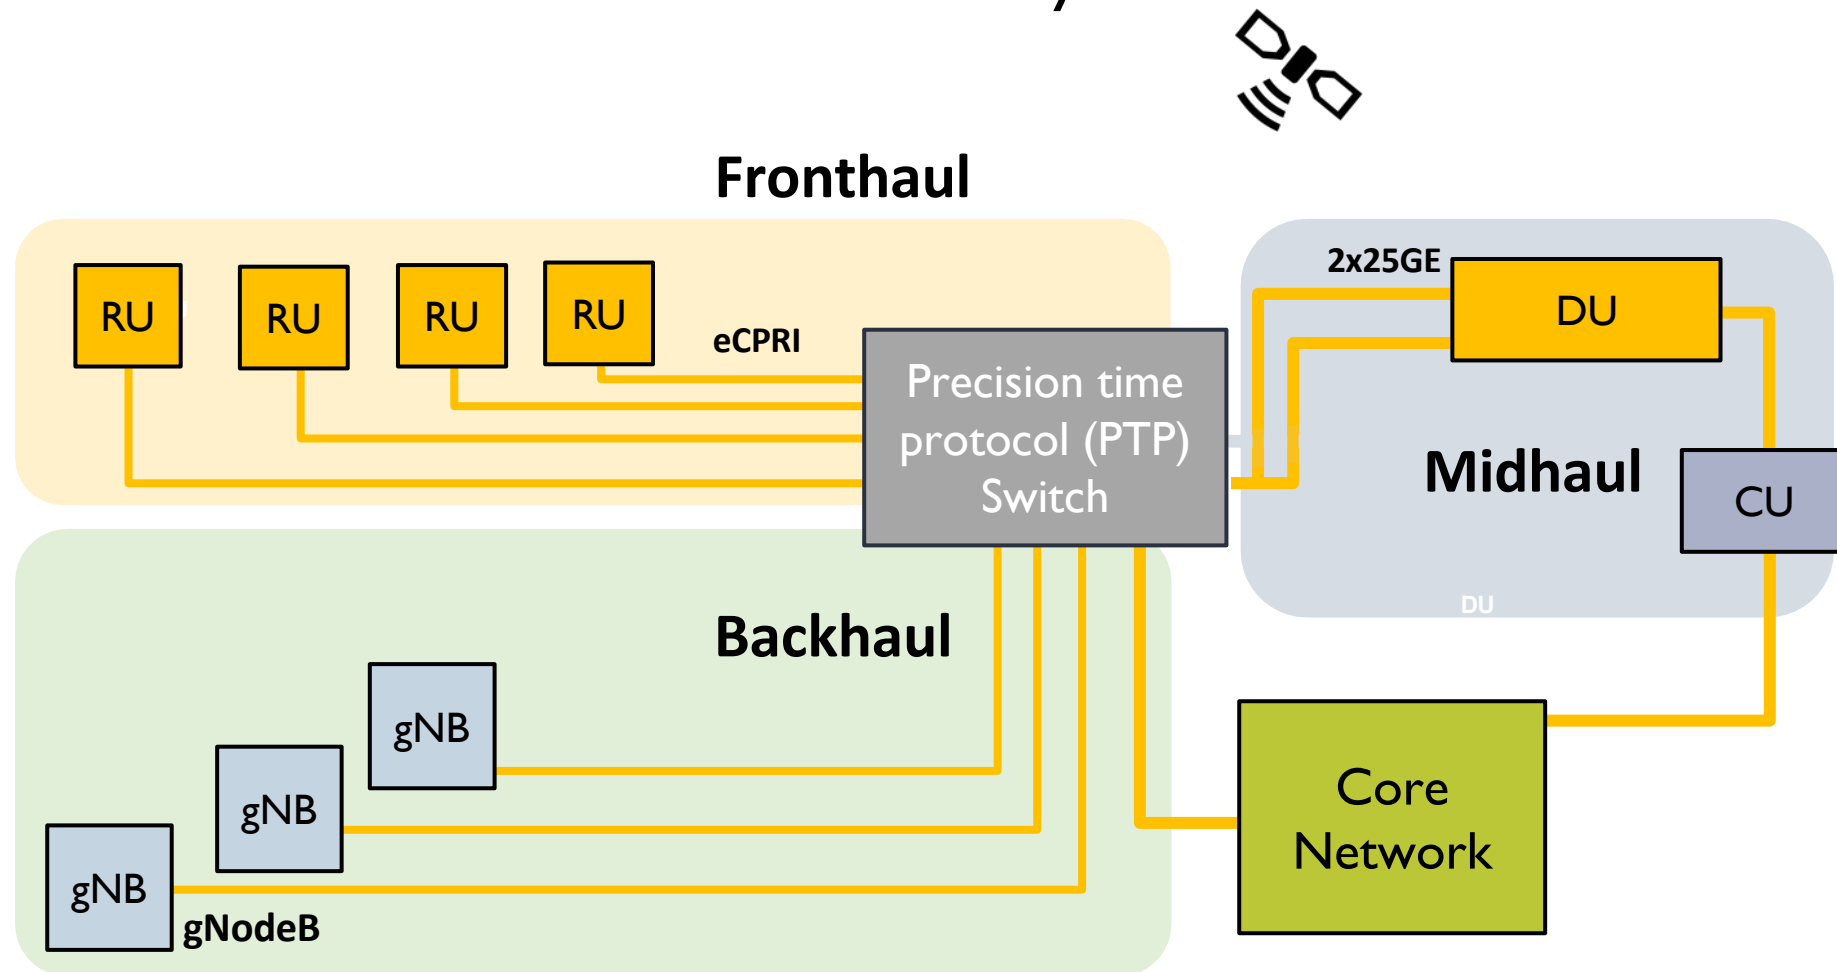 Fronthaul
2x25GE
RU
RU
RU
RU
DU
eCPRI
Precision time
protocol (PTP)
Switch
Midhaul
CU
DU
Backhaul
gNB
gNB
gNB
gNodeB
Core
Network